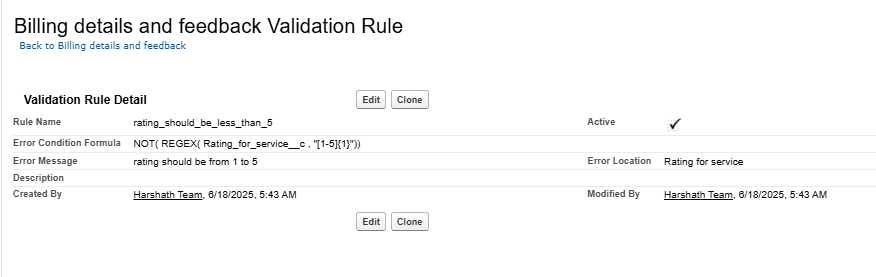 Billing details and feedback Validation Rule
Back to Billing details and feedback
Validation Rule Detail Edit Clone
Rule Name rating_should_be_less_than_5 Active
Error Condition Formula NOT( REGEX( Rating_for_service__c , "[1-5]{1}"))
Error Message rating should be from 1 to 5 Error Location Rating for service
Description
Created By Harshath Team, 6/18/2025, 5:43 AM Modified By Harshath Team, 6/18/2025, 5:43 AM
Edit Clone